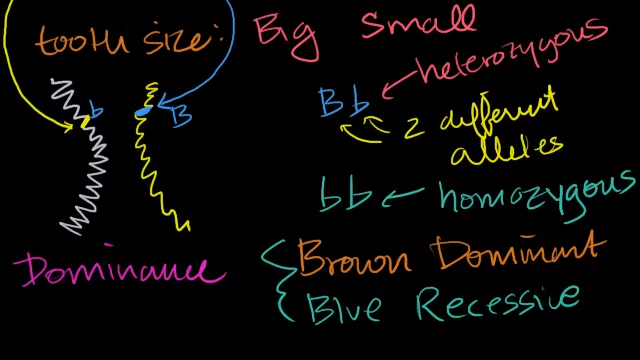 tooth size: Big Small
heterozygous
b B
Bb
2 different
alleles
bb homozygous
Dominance
Brown Dominant
Blue Recessive